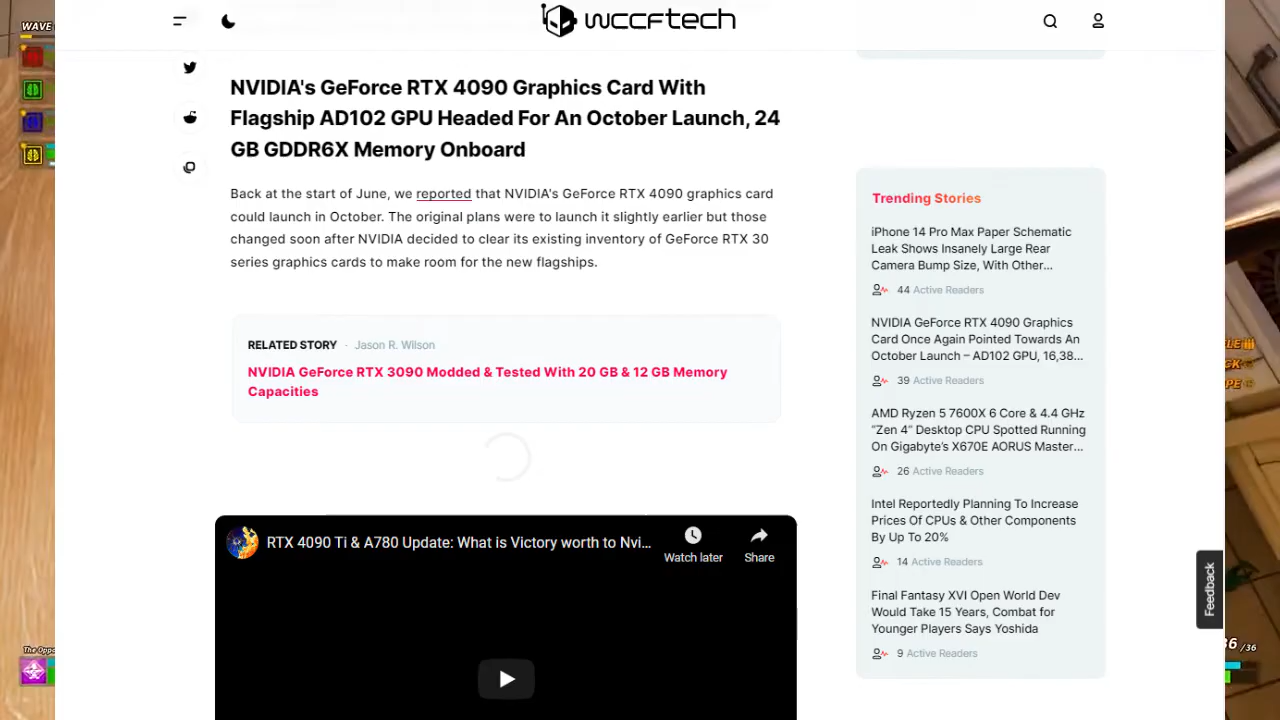 WAVE
wccftech
NVIDIA's GeForce RTX 4090 Graphics Card With
Flagship AD102 GPU Headed For An October Launch, 24
GB GDDR6X Memory Onboard
Back at the start of June, we reported that NVIDIA's GeForce RTX 4090 graphics card
could launch in October. The original plans were to launch it slightly earlier but those
changed soon after NVIDIA decided to clear its existing inventory of GeForce RTX 30
series graphics cards to make room for the new flagships.
RELATED STORY · Jason R. Wilson
NVIDIA GeForce RTX 3090 Modded & Tested With 20 GB & 12 GB Memory
Capacities
RTX 4090 Ti & A780 Update: What is Victory worth to Nvi...
Watch later
Share
Trending Stories
iPhone 14 Pro Max Paper Schematic
Leak Shows Insanely Large Rear
Camera Bump Size, With Other...
44 Active Readers
NVIDIA GeForce RTX 4090 Graphics
Card Once Again Pointed Towards An
October Launch – AD102 GPU, 16,38...
39 Active Readers
AMD Ryzen 5 7600X 6 Core & 4.4 GHz
“Zen 4” Desktop CPU Spotted Running
On Gigabyte’s X670E AORUS Master...
26 Active Readers
Intel Reportedly Planning To Increase
Prices Of CPUs & Other Components
By Up To 20%
14 Active Readers
Final Fantasy XVI Open World Dev
Would Take 15 Years, Combat for
Younger Players Says Yoshida
9 Active Readers
Feedback
The Oppo
/36